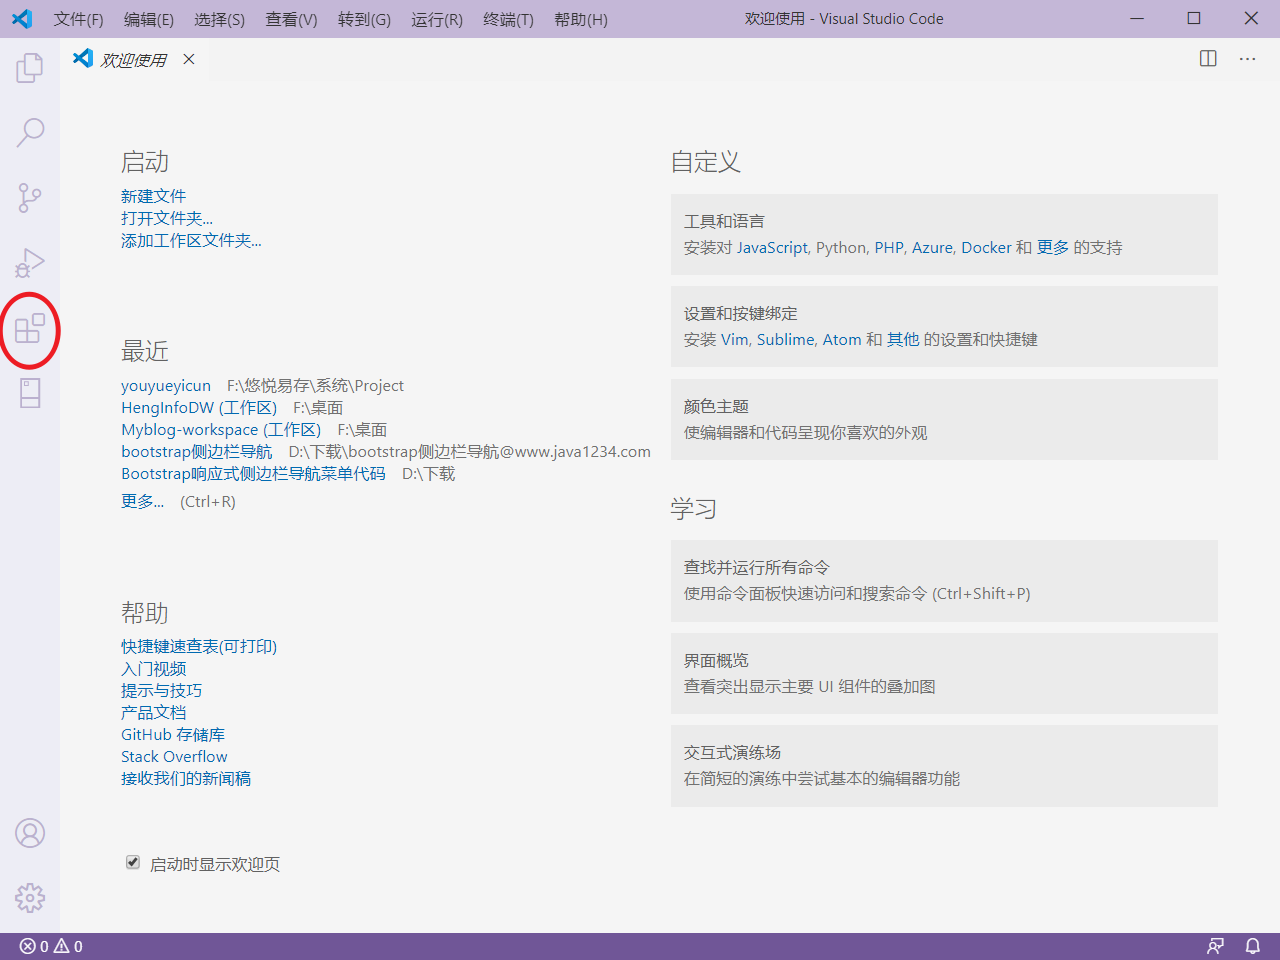 文件(F) 编辑(E) 选择(S) 查看(V) 转到(G) 运行(R) 终端(T) 帮助(H) 欢迎使用 - Visual Studio Code
欢迎使用
启动
新建文件
打开文件夹...
添加工作区文件夹...
最近
youyueyicun F:\悠悦易存\系统\Project
HengInfoDW (工作区) F:\桌面
Myblog-workspace (工作区) F:\桌面
bootstrap侧边栏导航 D:\下载\bootstrap侧边栏导航@www.java1234.com
Bootstrap响应式侧边栏导航菜单代码 D:\下载
更多... (Ctrl+R)
帮助
快捷键速查表(可打印)
入门视频
提示与技巧
产品文档
GitHub 存储库
Stack Overflow
接收我们的新闻稿
启动时显示欢迎页
自定义
工具和语言
安装对 JavaScript, Python, PHP, Azure, Docker 和 更多 的支持
设置和按键绑定
安装 Vim, Sublime, Atom 和 其他 的设置和快捷键
颜色主题
使编辑器和代码呈现你喜欢的外观
学习
查找并运行所有命令
使用命令面板快速访问和搜索命令 (Ctrl+Shift+P)
界面概览
查看突出显示主要 UI 组件的叠加图
交互式演练场
在简短的演练中尝试基本的编辑器功能
0 0